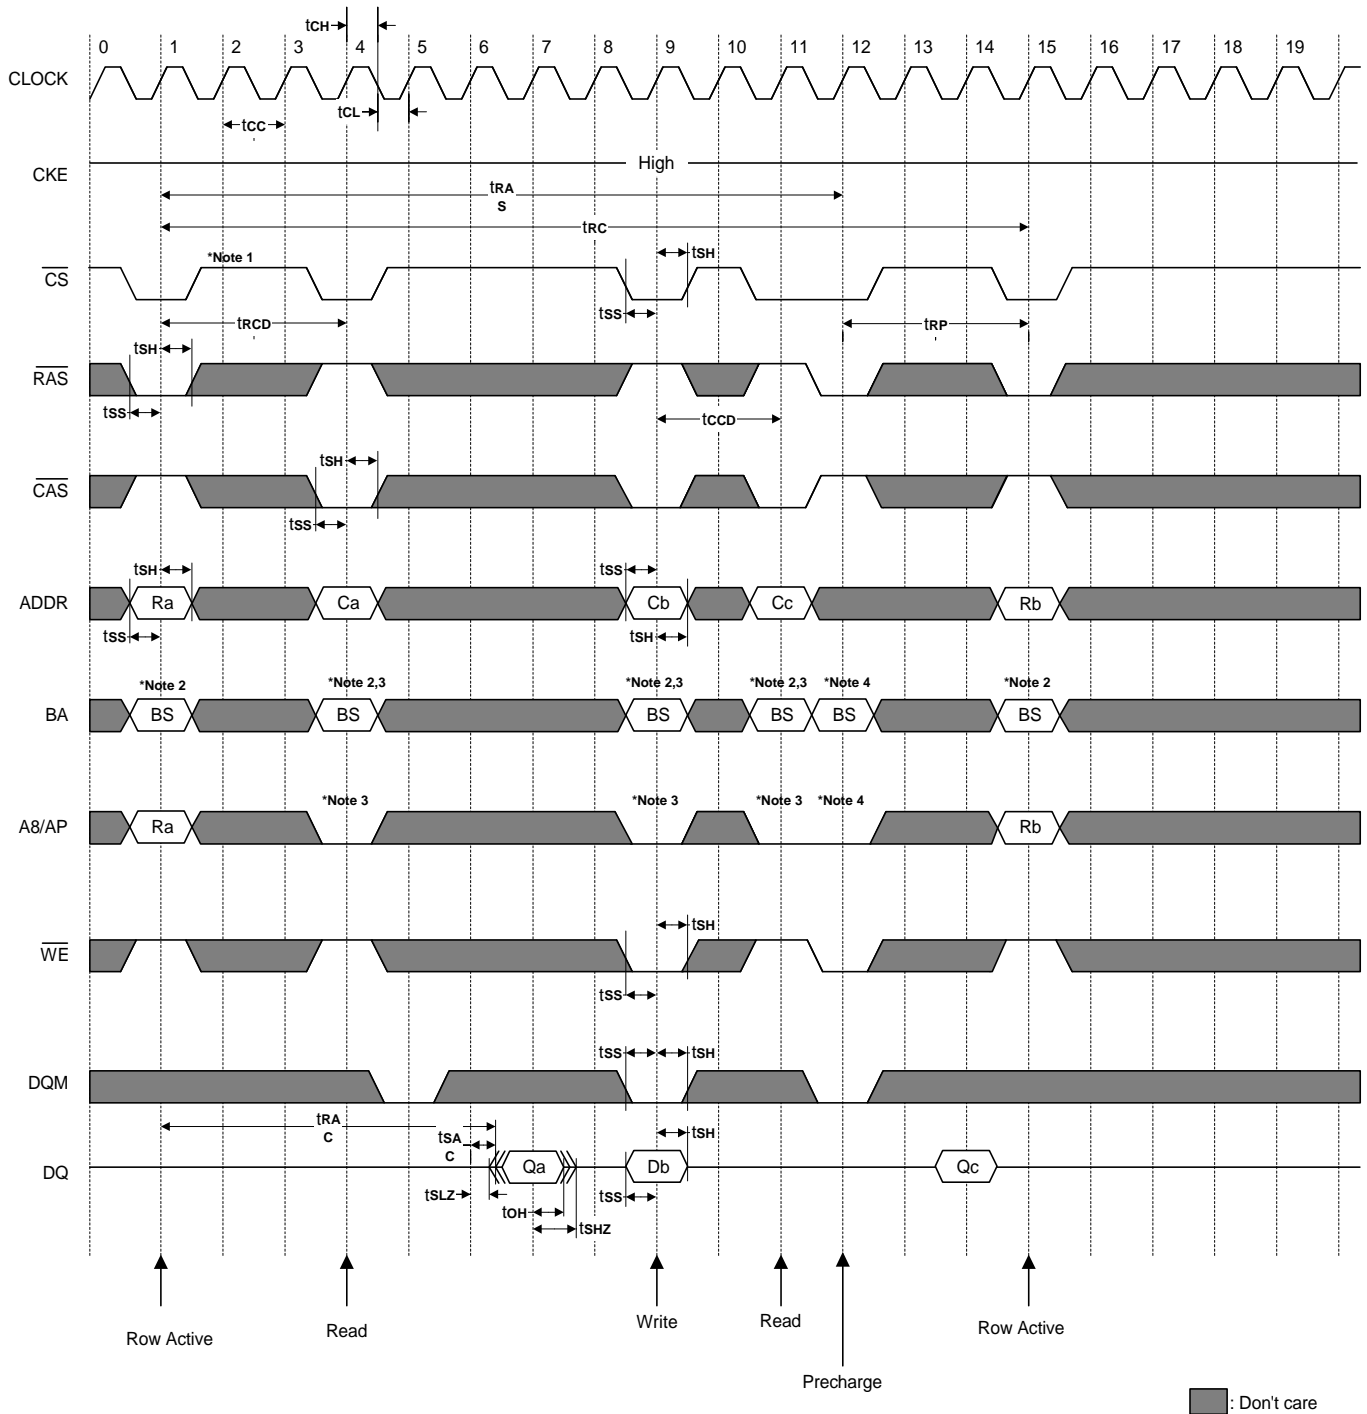 tCH
0 1 2 3 4 5 6 7 8 9 10 11 12 13 14 15 16 17 18 19
CLOCK
tCL
tCC
High
CKE
tRA
S
tRC
*Note 1
tSH
CS
tSS
tRCD
tRP
tSH
RAS
tSS
tCCD
tSH
CAS
tSS
tSH
tSS
ADDR Ra Ca Cb Cc Rb
tSS
tSH
*Note 2 *Note 2,3 *Note 2,3 *Note 2,3 *Note 4 *Note 2
BA BS BS BS BS BS BS
*Note 3 *Note 3 *Note 3 *Note 4
A8/AP Ra Rb
tSH
WE
tSS
tSS tSH
DQM
tRA
C
tSA
C
tSH
DQ Qa Db Qc
tSLZ
tSS
tOH
tSHZ
Row Active Read Write Read Row Active
Precharge
: Don't care